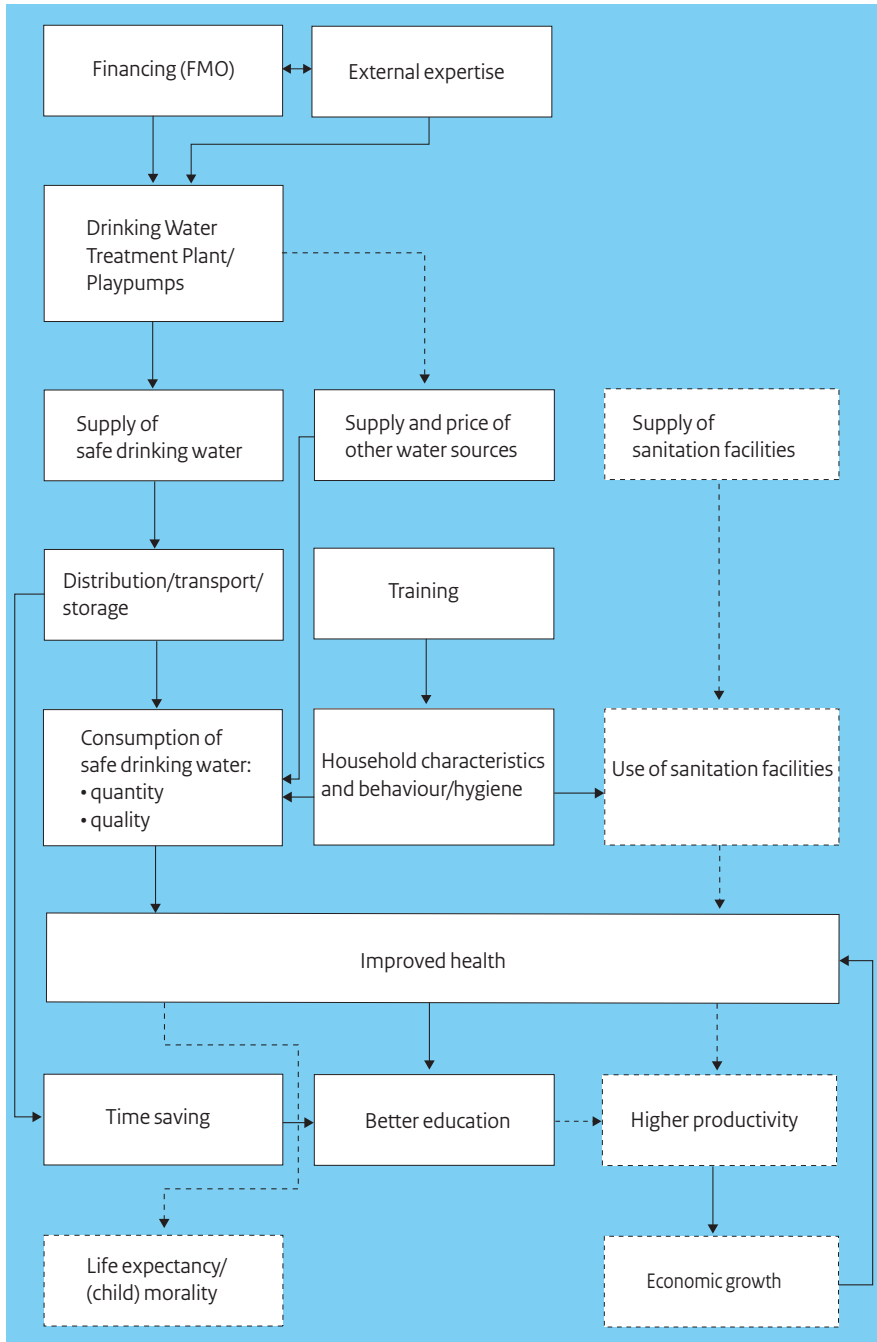 Financing (FMO)
External expertise
Drinking Water
Treatment Plant/
Playpumps
Supply of
safe drinking water
Supply and price of
other water sources
Supply of
sanitation facilities
Distribution/transport/
storage
Training
Consumption of
safe drinking water:
• quantity
• quality
Household characteristics
and behaviour/hygiene
Use of sanitation facilities
Improved health
Time saving
Better education
Higher productivity
Life expectancy/
(child) morality
Economic growth